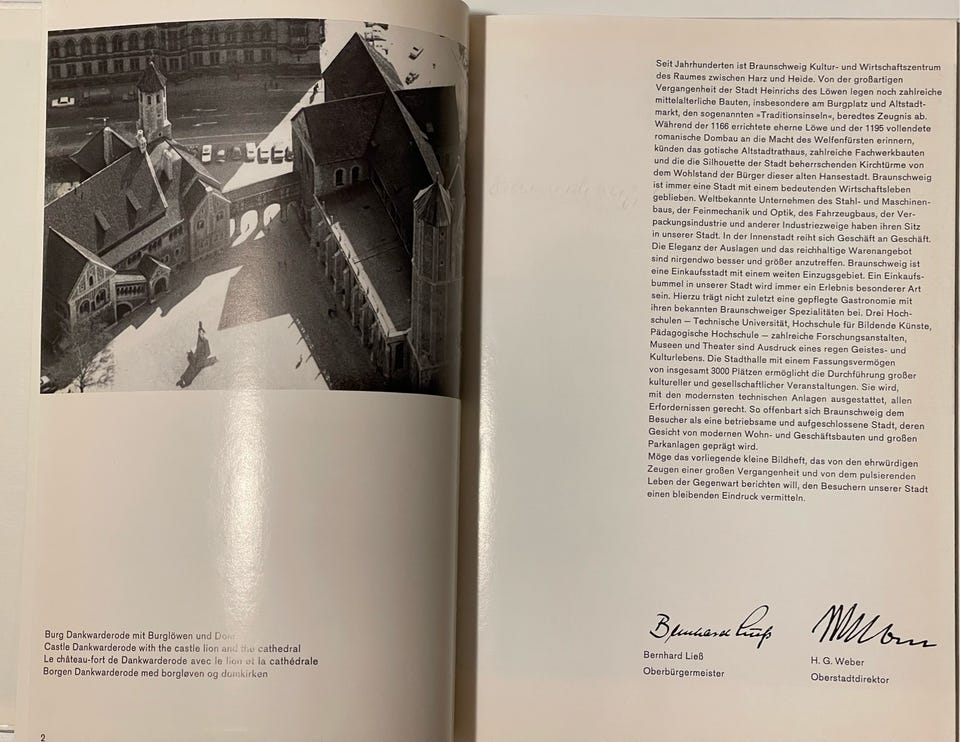 Burg Dankwarderode mit Burglöwen und Dom
Castle Dankwarderode with the castle lion and the cathedral
Le château-fort de Dankwarderode avec le lion et la cathédrale
Borgen Dankwarderode med borgløven og domkirken
2
Seit Jahrhunderten ist Braunschweig Kultur- und Wirtschaftszentrum
des Raumes zwischen Harz und Heide. Von der großartigen
Vergangenheit der Stadt Heinrichs des Löwen legen noch zahlreiche
mittelalterliche Bauten, insbesondere am Burgplatz und Altstadt-
markt, den sogenannten »Traditionsinseln«, beredtes Zeugnis ab.
Während der 1166 errichtete eherne Löwe und der 1195 vollendete
romanische Dombau an die Macht des Welfenfürsten erinnern,
künden das gotische Altstadtrathaus, zahlreiche Fachwerkbauten
und die die Silhouette der Stadt beherrschenden Kirchtürme von
dem Wohlstand der Bürger dieser alten Hansestadt. Braunschweig
ist immer eine Stadt mit einem bedeutenden Wirtschaftsleben
geblieben. Weltbekannte Unternehmen des Stahl- und Maschinen-
baus, der Feinmechanik und Optik, des Fahrzeugbaus, der Ver-
packungsindustrie und anderer Industriezweige haben ihren Sitz
in unserer Stadt. In der Innenstadt reiht sich Geschäft an Geschäft.
Die Eleganz der Auslagen und das reichhaltige Warenangebot
sind nirgendwo besser und größer anzutreffen. Braunschweig ist
eine Einkaufsstadt mit einem weiten Einzugsgebiet. Ein Einkaufs-
bummel in unserer Stadt wird immer ein Erlebnis besonderer Art
sein. Hierzu trägt nicht zuletzt eine gepflegte Gastronomie mit
ihren bekannten Braunschweiger Spezialitäten bei. Drei Hoch-
schulen — Technische Universität, Hochschule für Bildende Künste,
Pädagogische Hochschule — zahlreiche Forschungsanstalten,
Museen und Theater sind Ausdruck eines regen Geistes- und
Kulturlebens. Die Stadthalle mit einem Fassungsvermögen
von insgesamt 3000 Plätzen ermöglicht die Durchführung großer
kultureller und gesellschaftlicher Veranstaltungen. Sie wird,
mit den modernsten technischen Anlagen ausgestattet, allen
Erfordernissen gerecht. So offenbart sich Braunschweig dem
Besucher als eine betriebsame und aufgeschlossene Stadt, deren
Gesicht von modernen Wohn- und Geschäftsbauten und großen
Parkanlagen geprägt wird.
Möge das vorliegende kleine Bildheft, das von den ehrwürdigen
Zeugen einer großen Vergangenheit und von dem pulsierenden
Leben der Gegenwart berichten will, den Besuchern unserer Stadt
einen bleibenden Eindruck vermitteln.
Bernhard Ließ
Bernhard Ließ
Oberbürgermeister
H. G. Weber
Oberstadtdirektor